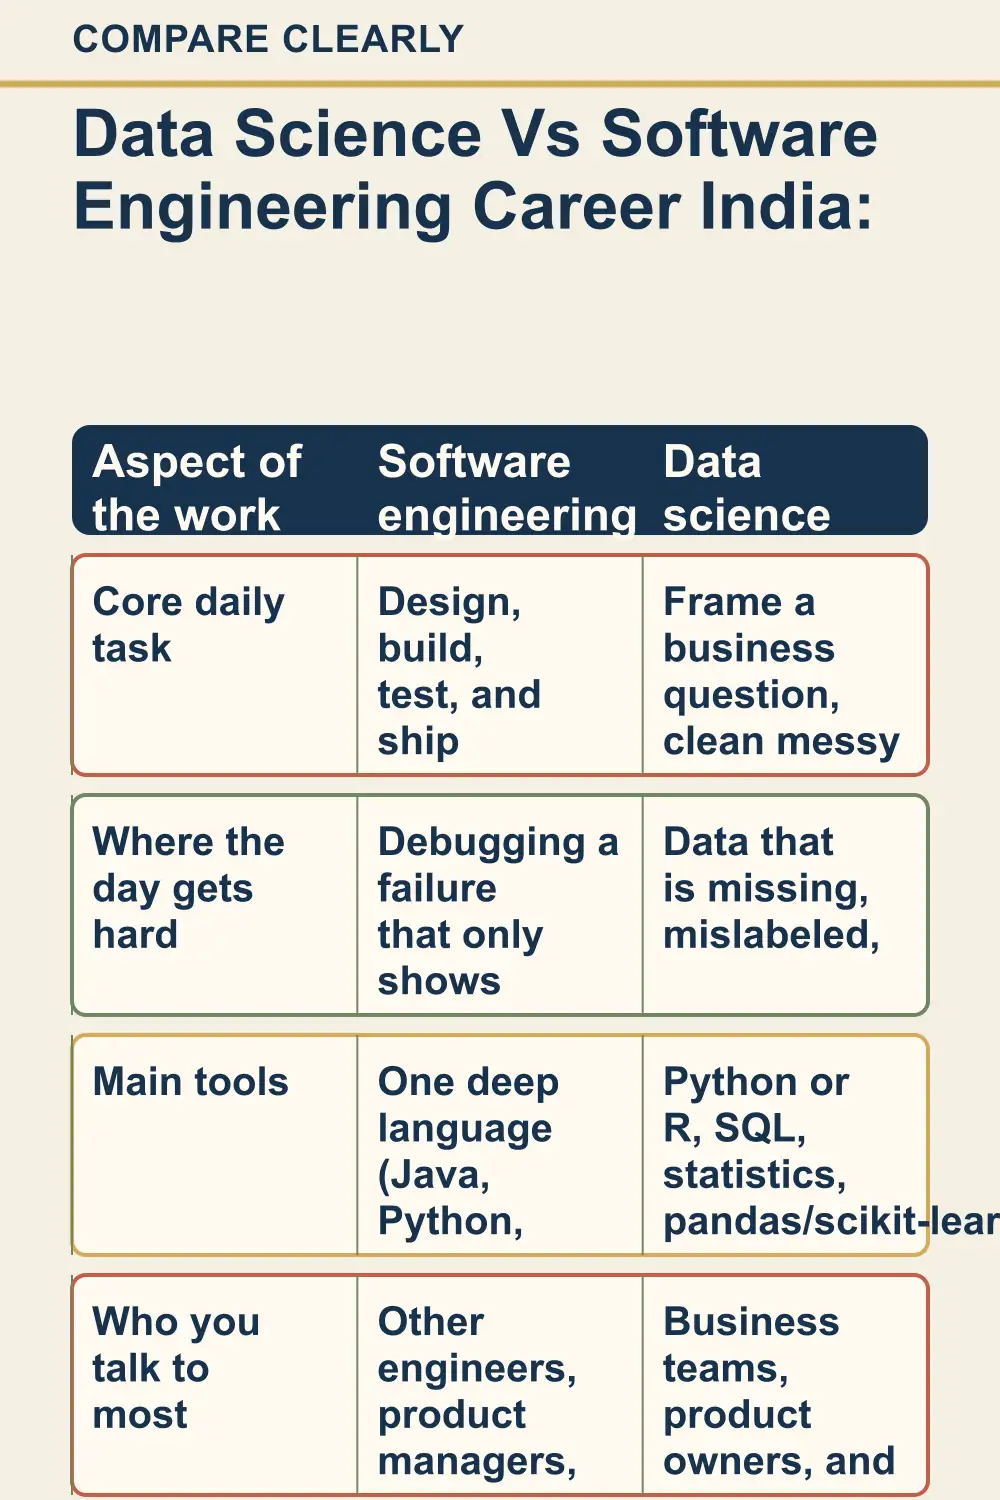 COMPARE CLEARLY
Data Science Vs Software
Engineering Career India:
Aspect of
the work
Software
engineering
Data
science
Core daily
task
Design,
build,
test, and
ship
Frame a
business
question,
clean messy
Where the
day gets
hard
Debugging a
failure
that only
shows
Data that
is missing,
mislabeled,
Main tools
One deep
language
(Java,
Python,
Python or
R, SQL,
statistics,
pandas/scikit-lear
Who you
talk to
most
Other
engineers,
product
managers,
Business
teams,
product
owners, and